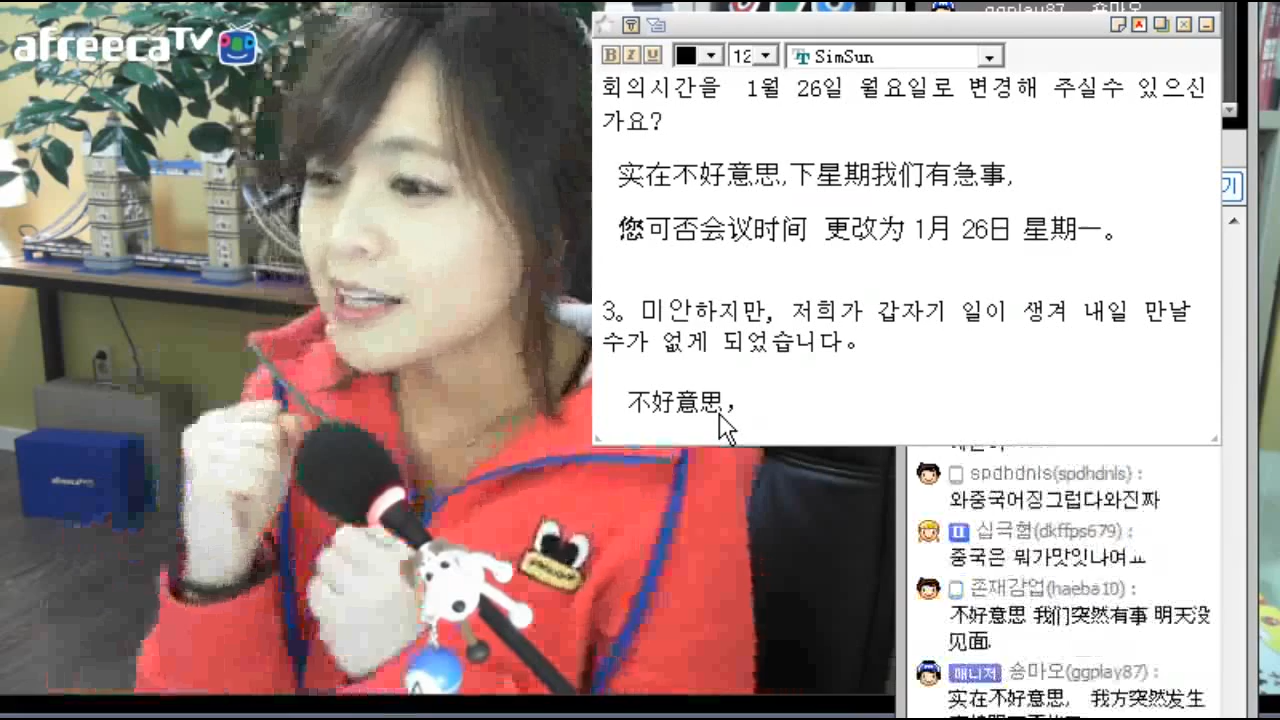 afreecaTV
12
SimSun
회의시간을 1월 26일 월요일로 변경해 주실수 있으신
가요?
实在不好意思,下星期我们有急事,
您可否会议时间 更改为 1月 26日 星期一。
3。 미안하지만, 저희가 갑자기 일이 생겨 내일 만날
수가 없게 되었습니다。
不好意思，
기
spdhdnls(spdhdnls) :
와중국어징그럽다와진짜
십극협(dkffps679) :
중국은 뭐가맛잇나여ㅛ
존재감업(haeba10) :
不好意思 我们突然有事 明天没
见面.
매니저 숌마오(ggplay87) :
实在不好意思, 我方突然发生